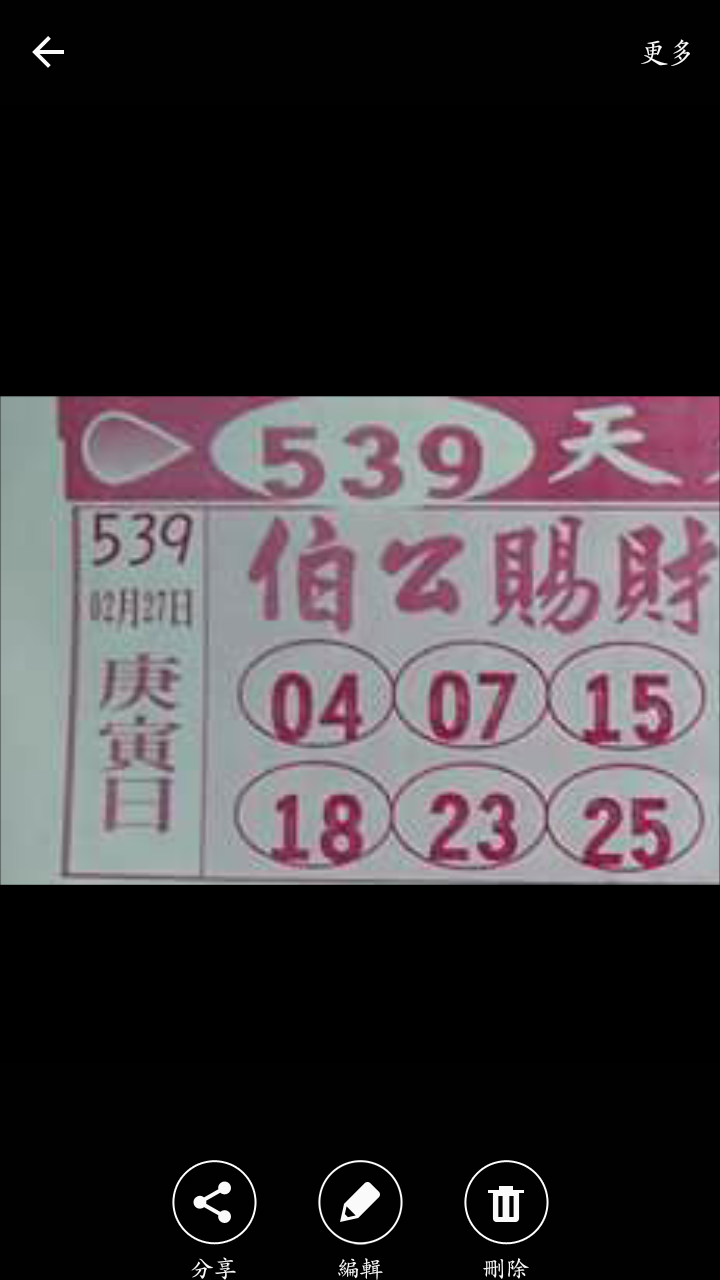 更多
539 天
539
02月27日
庚寅日
伯公賜財
04 07 15
18 23 25
分享 編輯 刪除